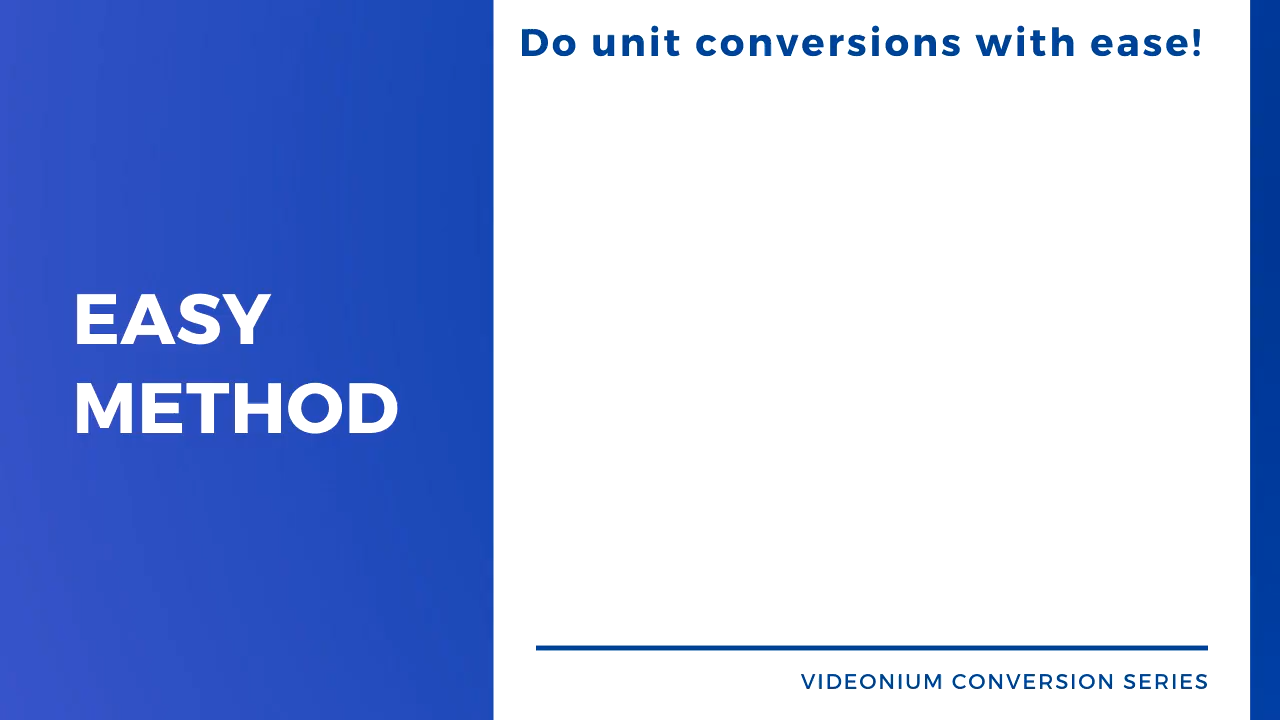 Do unit conversions with ease!
EASY
METHOD
VIDEONIUM CONVERSION SERIES